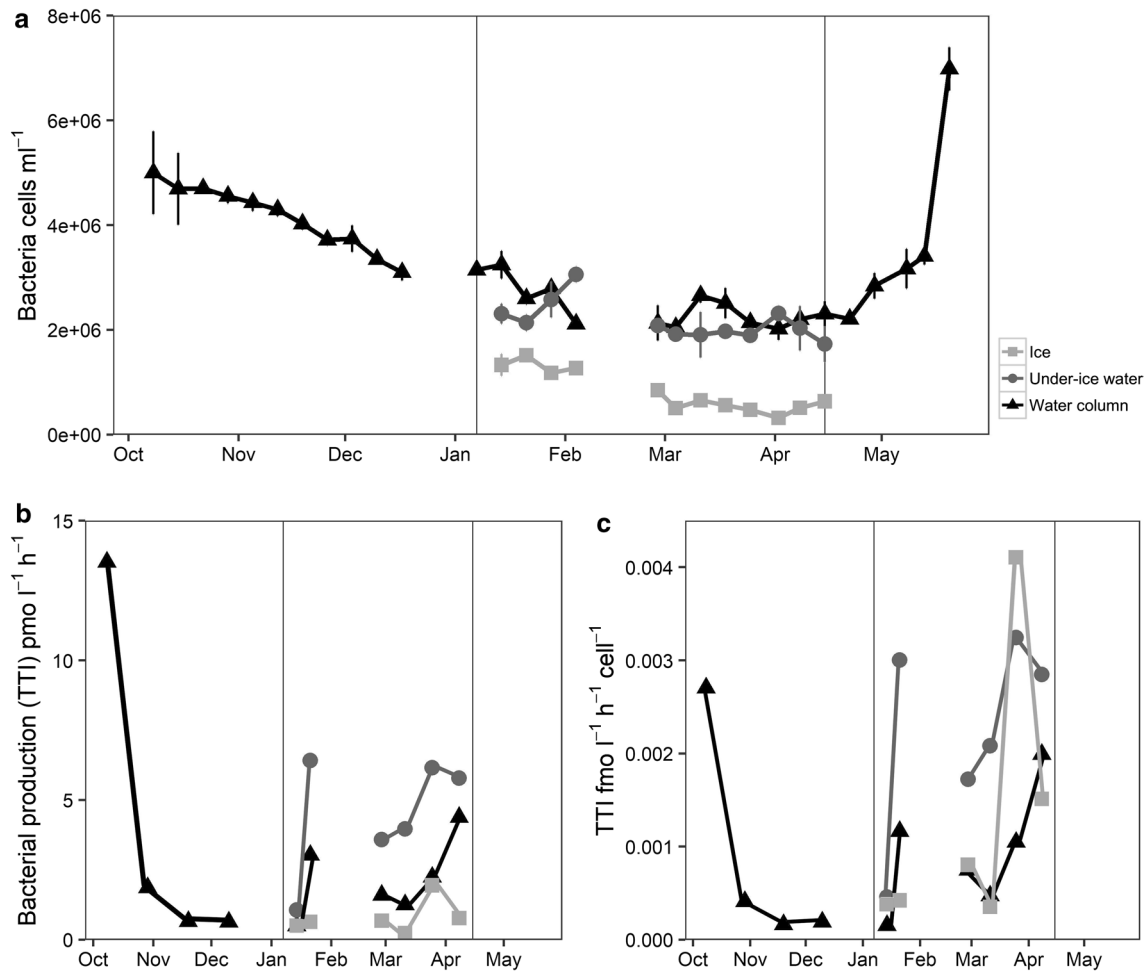 a
Bacteria cells ml⁻¹
8e+06
6e+06
4e+06
2e+06
0e+00
Oct Nov Dec Jan Feb Mar Apr May
Ice
Under-ice water
Water column
b
Bacterial production (TTI) pmo l⁻¹ h⁻¹
15
10
5
0
Oct Nov Dec Jan Feb Mar Apr May
c
TTI fmo l⁻¹ h⁻¹ cell⁻¹
0.004
0.003
0.002
0.001
0.000
Oct Nov Dec Jan Feb Mar Apr May